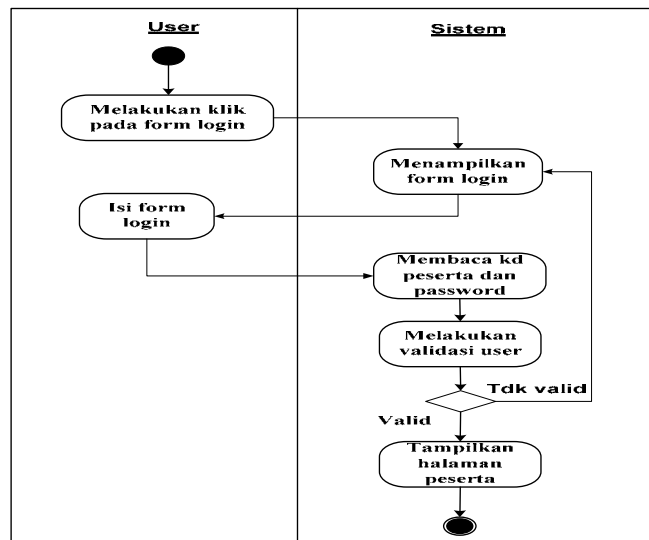 User
Sistem
Melakukan klik
pada form login
Menampilkan
form login
Isi form
login
Membaca kd
peserta dan
password
Melakukan
validasi user
Tdk valid
Valid
Tampilkan
halaman
peserta